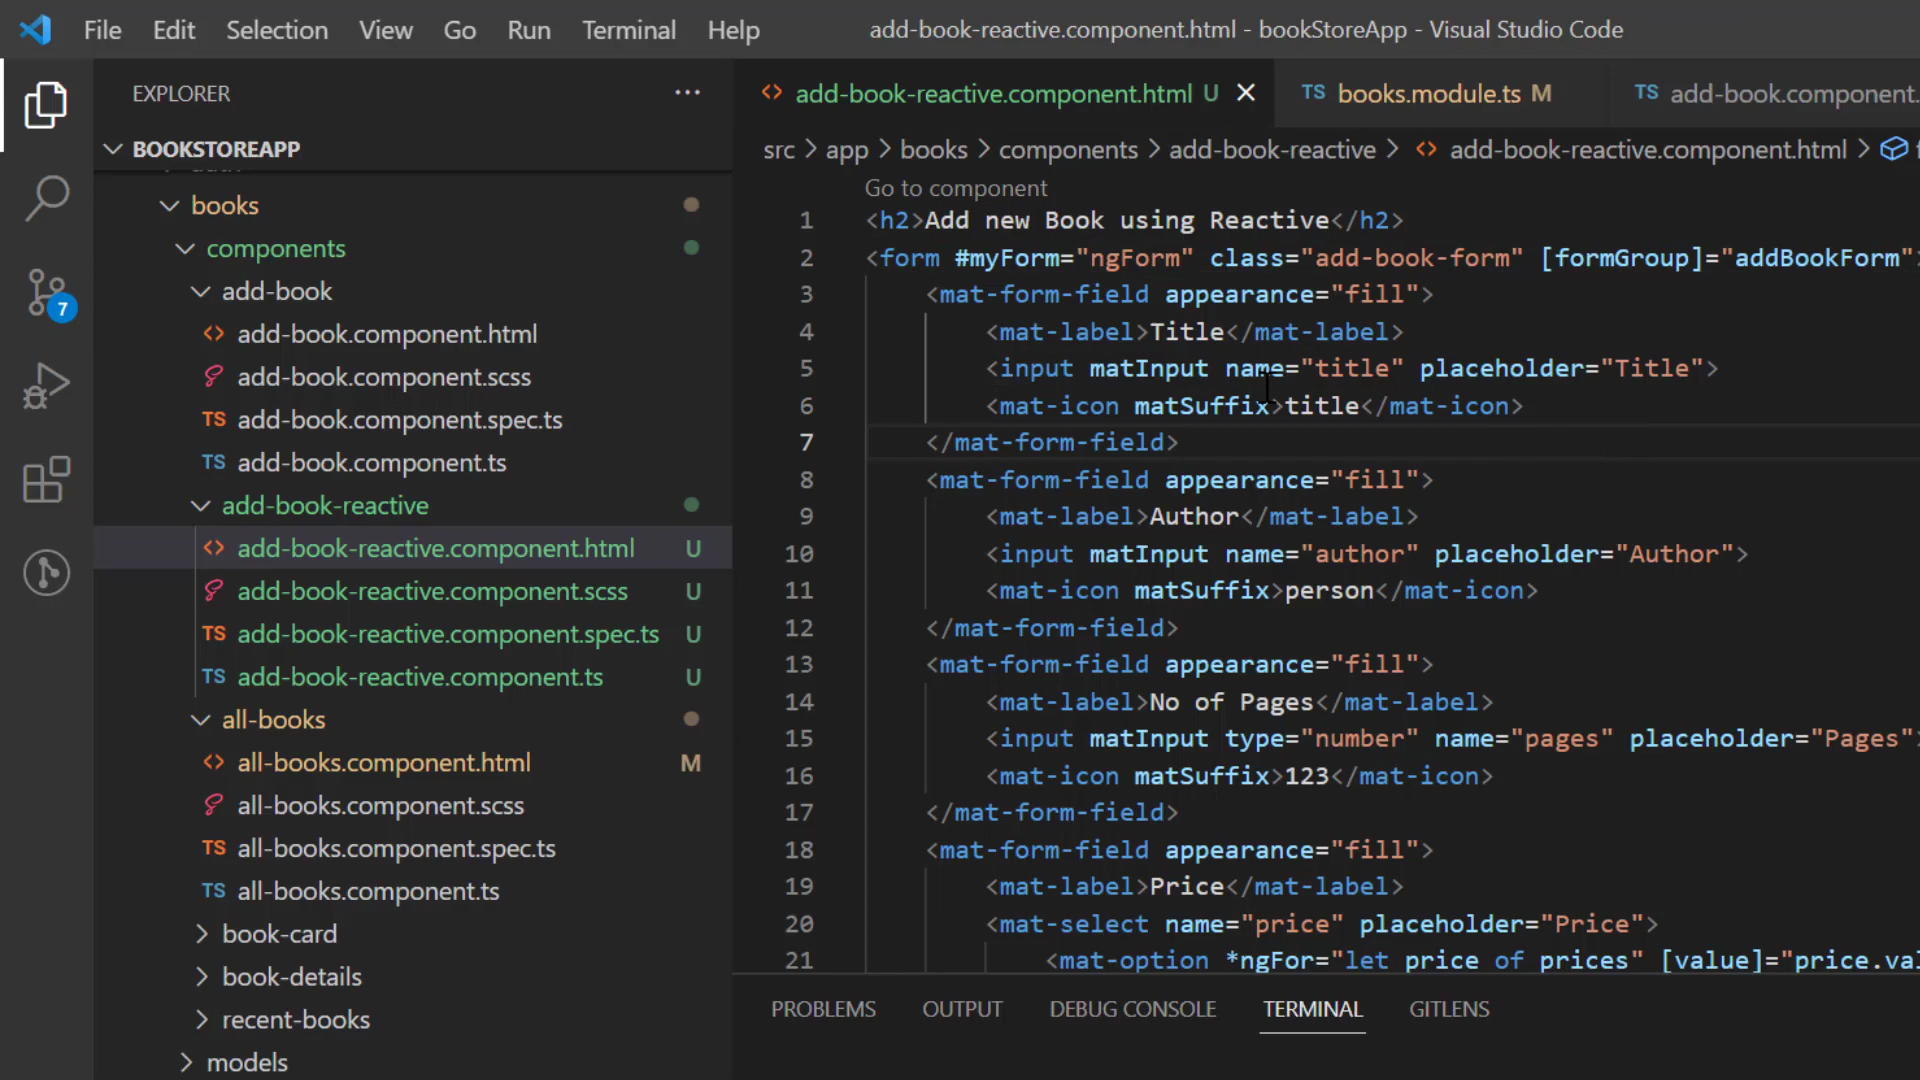 File Edit Selection View Go Run Terminal Help
add-book-reactive.component.html - bookStoreApp - Visual Studio Code
EXPLORER
BOOKSTOREAPP
books
components
add-book
add-book.component.html
add-book.component.scss
TS add-book.component.spec.ts
TS add-book.component.ts
add-book-reactive
<> add-book-reactive.component.html U
add-book-reactive.component.scss U
TS add-book-reactive.component.spec.ts U
TS add-book-reactive.component.ts U
all-books
<> all-books.component.html M
all-books.component.scss
TS all-books.component.spec.ts
TS all-books.component.ts
book-card
book-details
recent-books
models
7
<> add-book-reactive.component.html U × TS books.module.ts M TS add-book.component.
src > app > books > components > add-book-reactive > <> add-book-reactive.component.html >
Go to component
1 <h2>Add new Book using Reactive</h2>
2 <form #myForm="ngForm" class="add-book-form" [formGroup]="addBookForm">
3 <mat-form-field appearance="fill">
4 <mat-label>Title</mat-label>
5 <input matInput name="title" placeholder="Title">
6 <mat-icon matSuffix>title</mat-icon>
7 </mat-form-field>
8 <mat-form-field appearance="fill">
9 <mat-label>Author</mat-label>
10 <input matInput name="author" placeholder="Author">
11 <mat-icon matSuffix>person</mat-icon>
12 </mat-form-field>
13 <mat-form-field appearance="fill">
14 <mat-label>No of Pages</mat-label>
15 <input matInput type="number" name="pages" placeholder="Pages">
16 <mat-icon matSuffix>123</mat-icon>
17 </mat-form-field>
18 <mat-form-field appearance="fill">
19 <mat-label>Price</mat-label>
20 <mat-select name="price" placeholder="Price">
21 <mat-option *ngFor="let price of prices" [value]="price.val
PROBLEMS OUTPUT DEBUG CONSOLE TERMINAL GITLENS